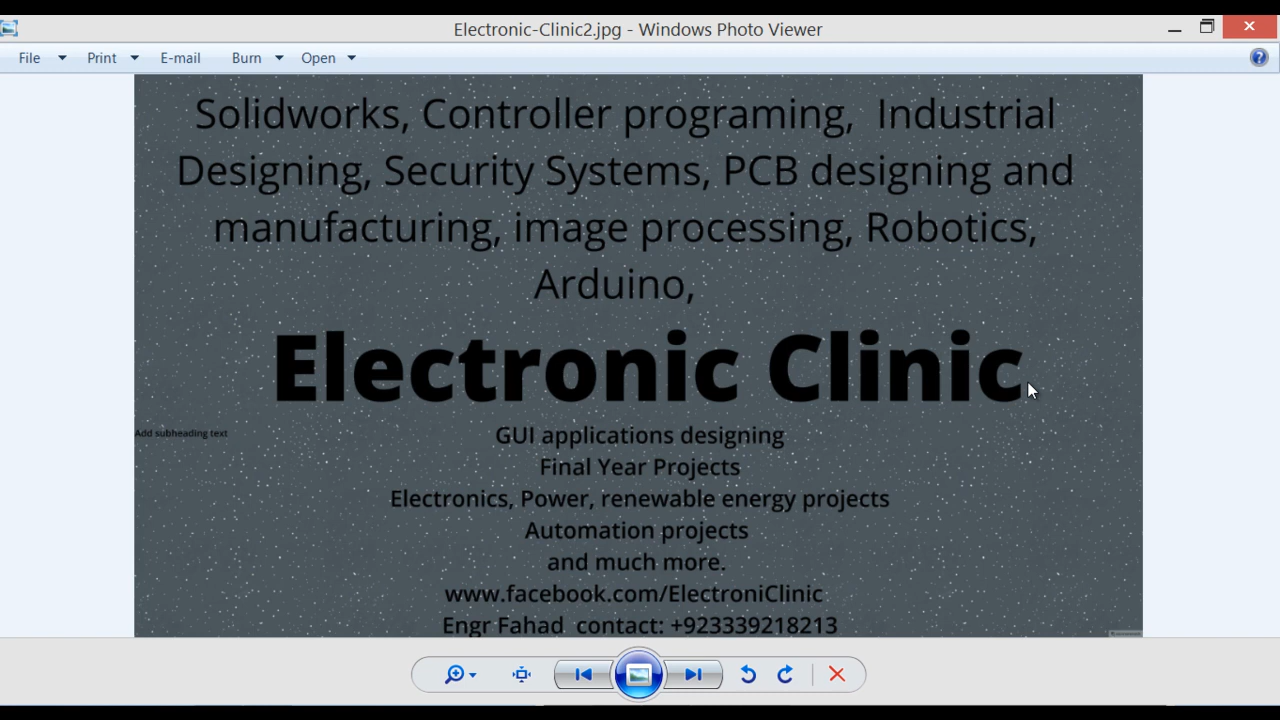 Electronic-Clinic2.jpg - Windows Photo Viewer
File Print E-mail Burn Open
Solidworks, Controller programing, Industrial
Designing, Security Systems, PCB designing and
manufacturing, image processing, Robotics,
Arduino,
Electronic Clinic
Add subheading text
GUI applications designing
Final Year Projects
Electronics, Power, renewable energy projects
Automation projects
and much more.
www.facebook.com/ElectroniClinic
Engr Fahad contact: +923339218213